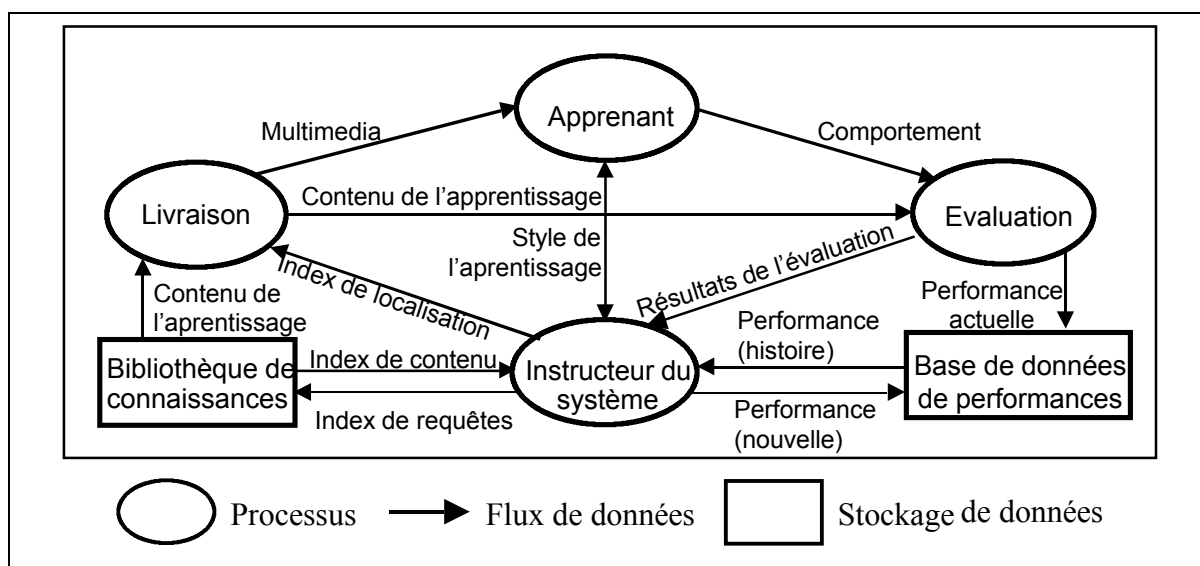 Apprenant
Multimedia
Comportement
Livraison
Contenu de l'apprentissage
Evaluation
Style de
l'aprentissage
Index de localisation
Résultats de l'évaluation
Contenu de
l'aprentissage
Performance
actuelle
Performance
(histoire)
Bibliothèque de
connaissances
Index de contenu
Instructeur du
système
Base de données
de performances
Index de requêtes
Performance
(nouvelle)
Processus
Flux de données
Stockage de données